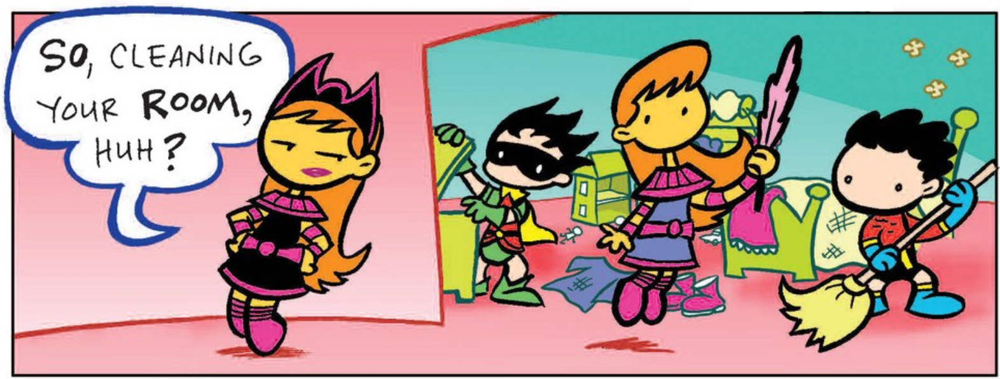 SO, CLEANING
YOUR ROOM,
HUH?